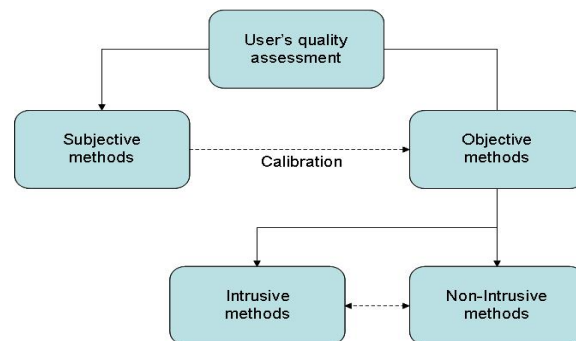 User's quality
assessment
Subjective
methods
Calibration
Objective
methods
Intrusive
methods
Non-Intrusive
methods